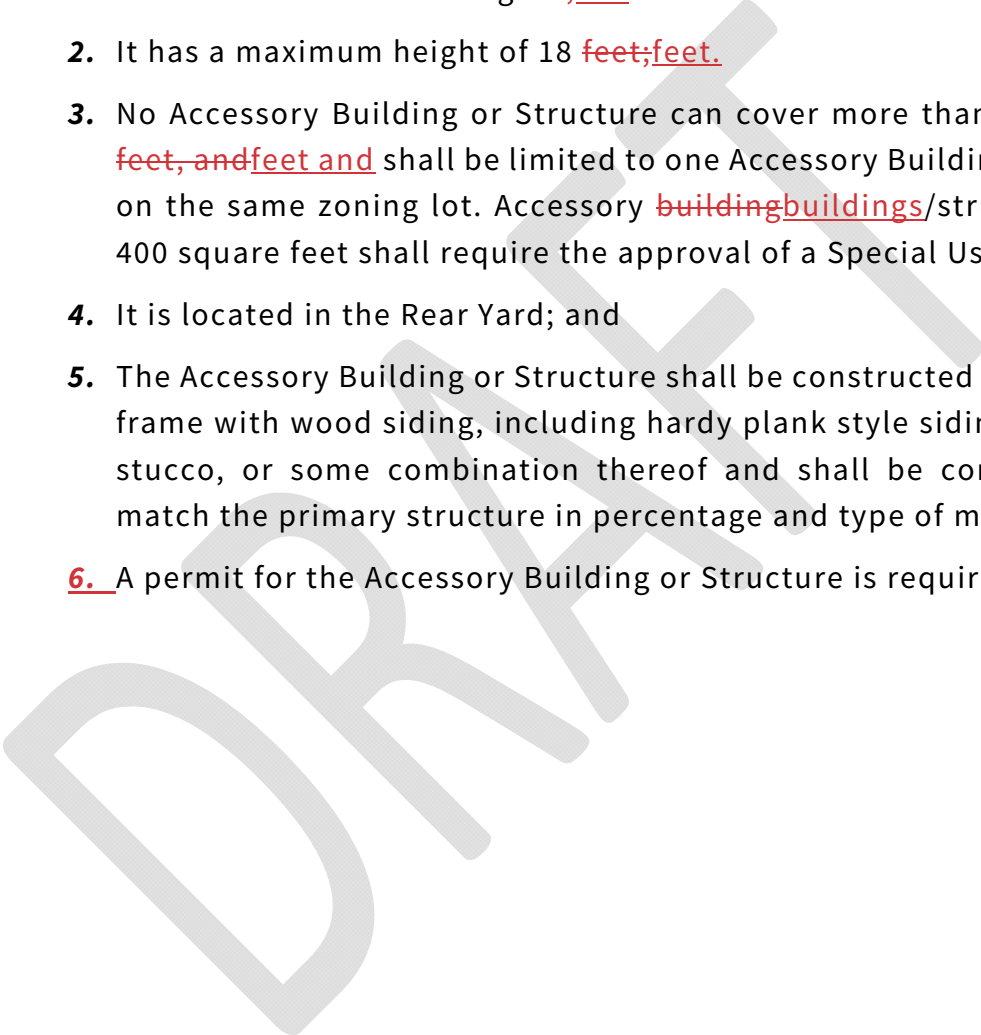 2. It has a maximum height of 18 feet;feet.
3. No Accessory Building or Structure can cover more than
feet, andfeet and shall be limited to one Accessory
on the same zoning lot. Accessory buildingbuildings/str
400 square feet shall require the approval of a Special
4. It is located in the Rear Yard; and
5. The Accessory Building or Structure shall be constructed
frame with wood siding, including hardy plank style
stucco, or some combination thereof and shall be
match the primary structure in percentage and type of
6. A permit for the Accessory Building or Structure is
DRAFT